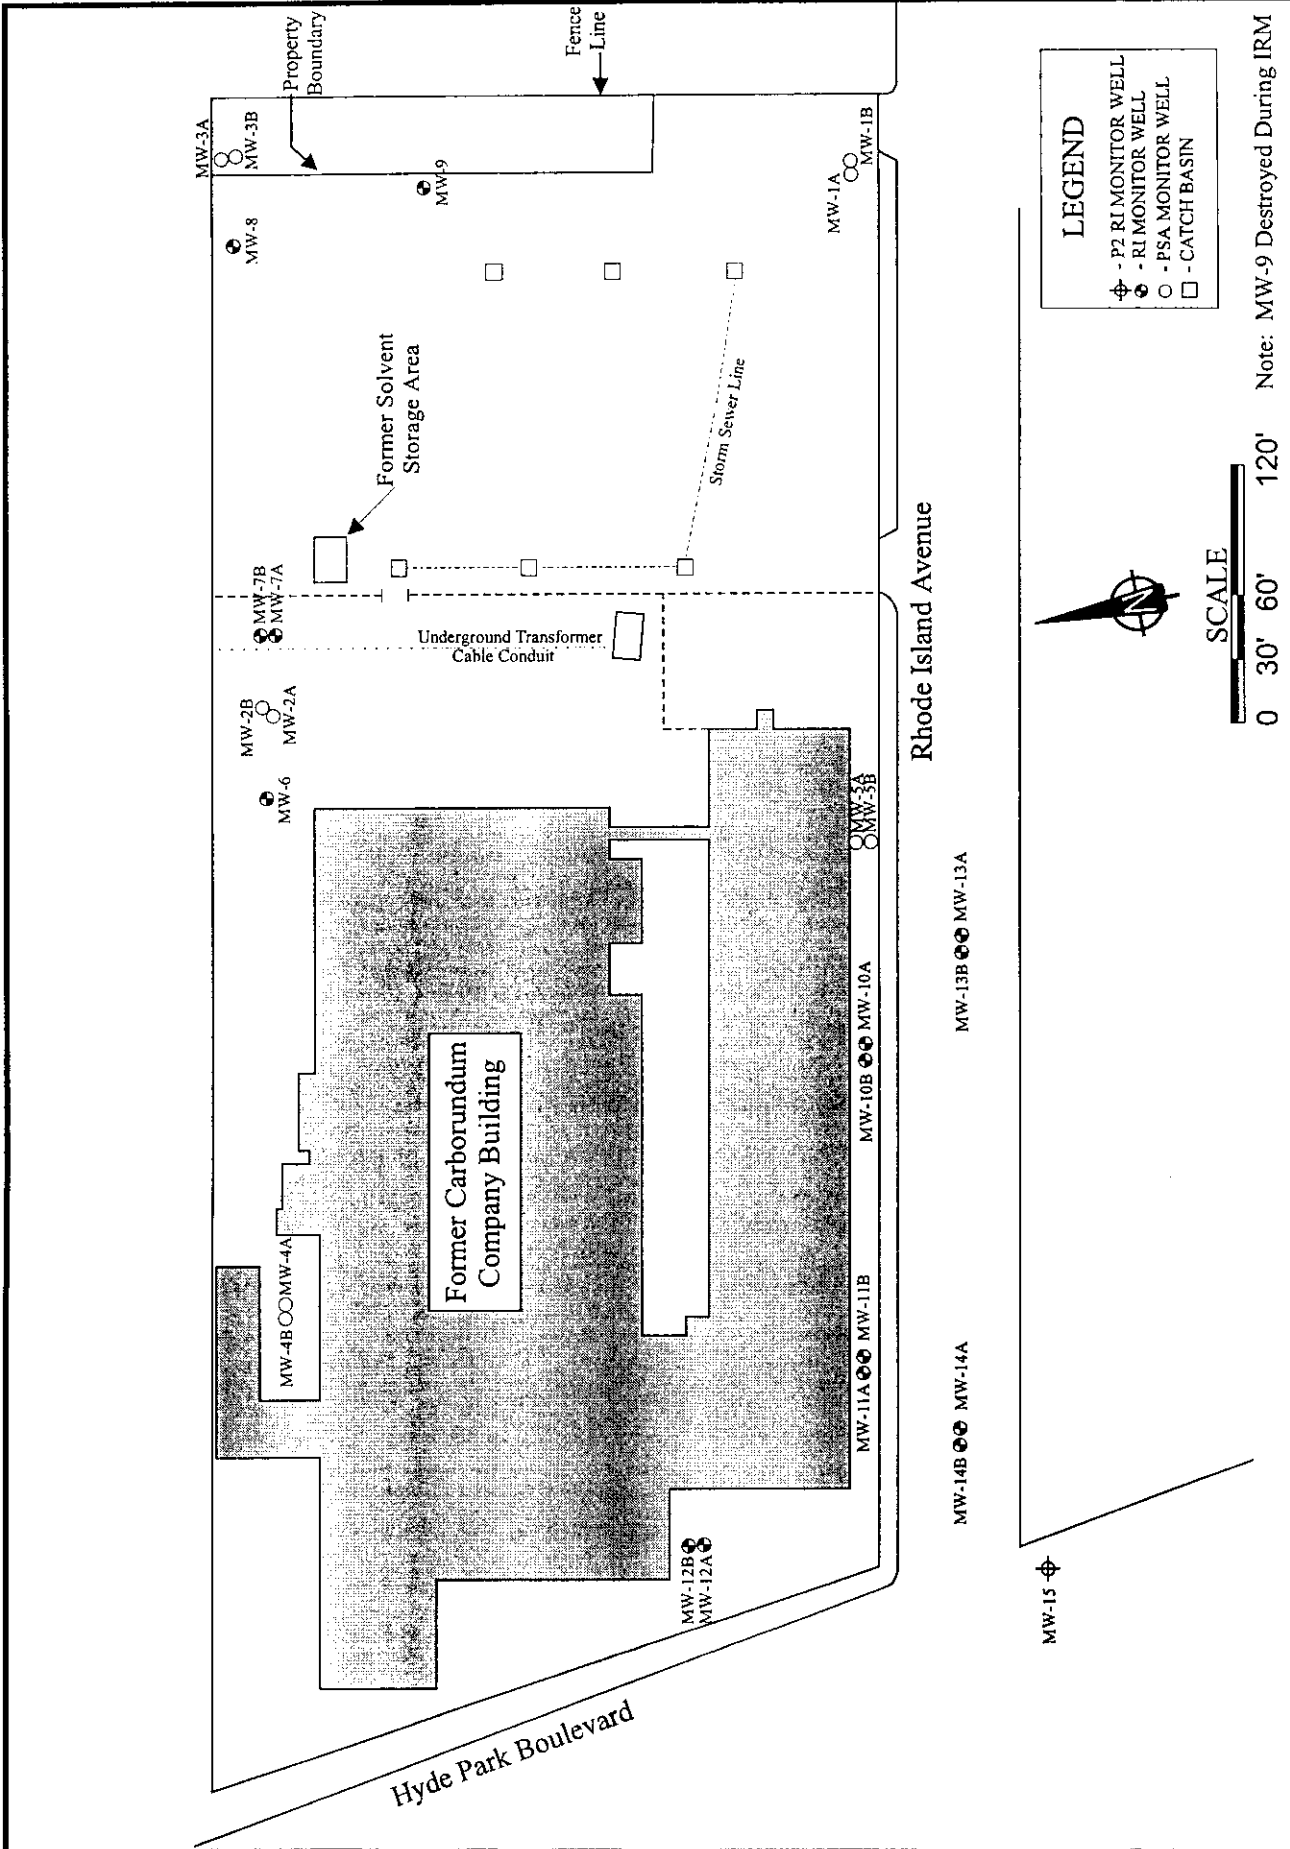 Property
Boundary
Fence
Line
MW-3A
MW-3B
MW-8
MW-9
MW-1A
MW-1B
Former Solvent
Storage Area
Storm Sewer Line
MW-7B
MW-7A
Underground Transformer
Cable Conduit
MW-2B
MW-2A
MW-6
MW-5A
MW-5B
Rhode Island Avenue
Former Carborundum
Company Building
MW-4B
MW-4A
MW-10B
MW-10A
MW-13B
MW-13A
MW-11A
MW-11B
MW-14B
MW-14A
MW-12B
MW-12A
MW-15
Hyde Park Boulevard
LEGEND
- P2 RI MONITOR WELL
- RI MONITOR WELL
- PSA MONITOR WELL
- CATCH BASIN
N
SCALE
0 30' 60' 120'
Note: MW-9 Destroyed During IRM